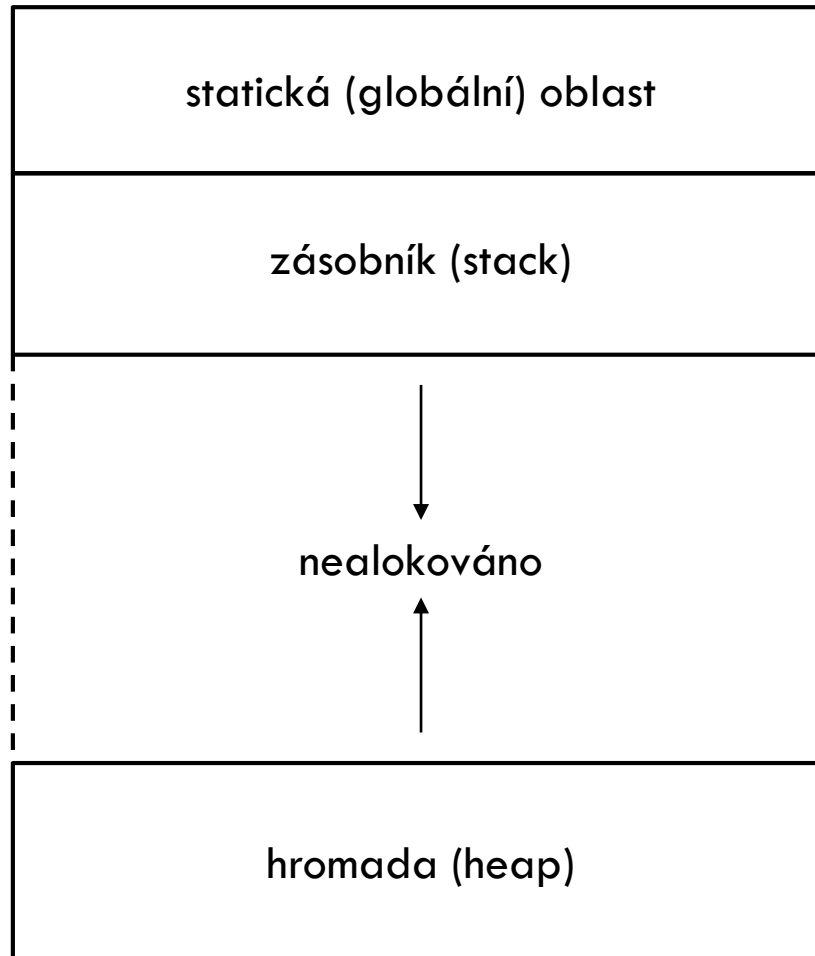 statická (globální) oblast
zásobník (stack)
nealokováno
hromada (heap)